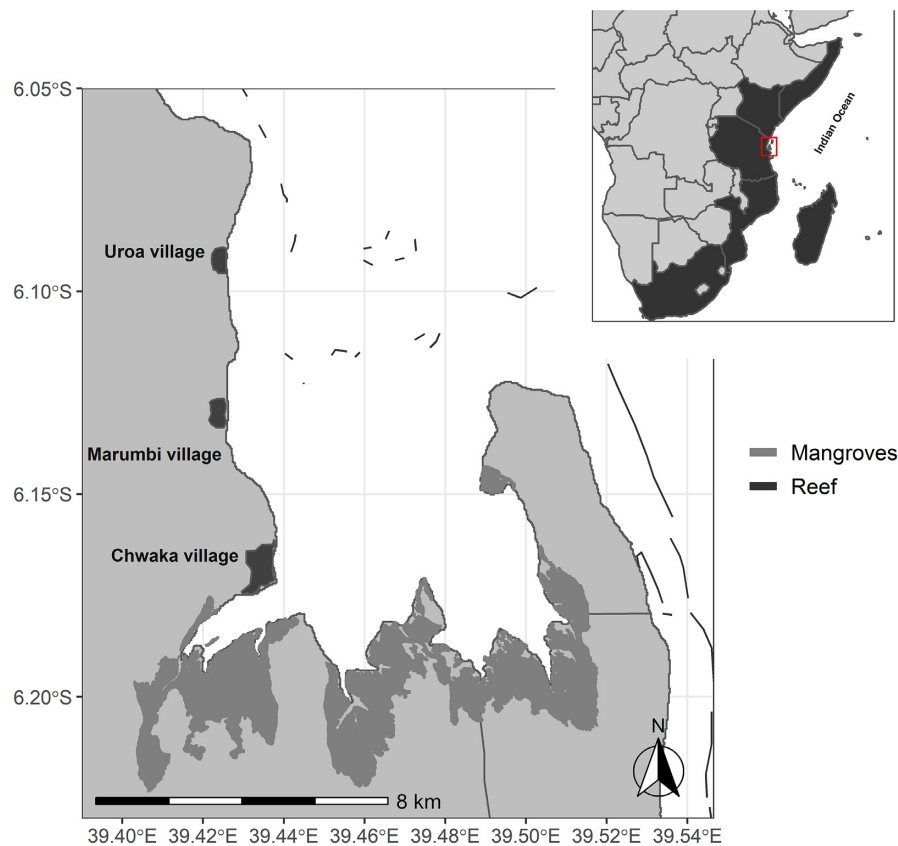 Indian Ocean
6.05°S
6.10°S
6.15°S
6.20°S
Uroa village
Marumbi village
Chwaka village
Mangroves
Reef
N
8 km
39.40°E 39.42°E 39.44°E 39.46°E 39.48°E 39.50°E 39.52°E 39.54°E